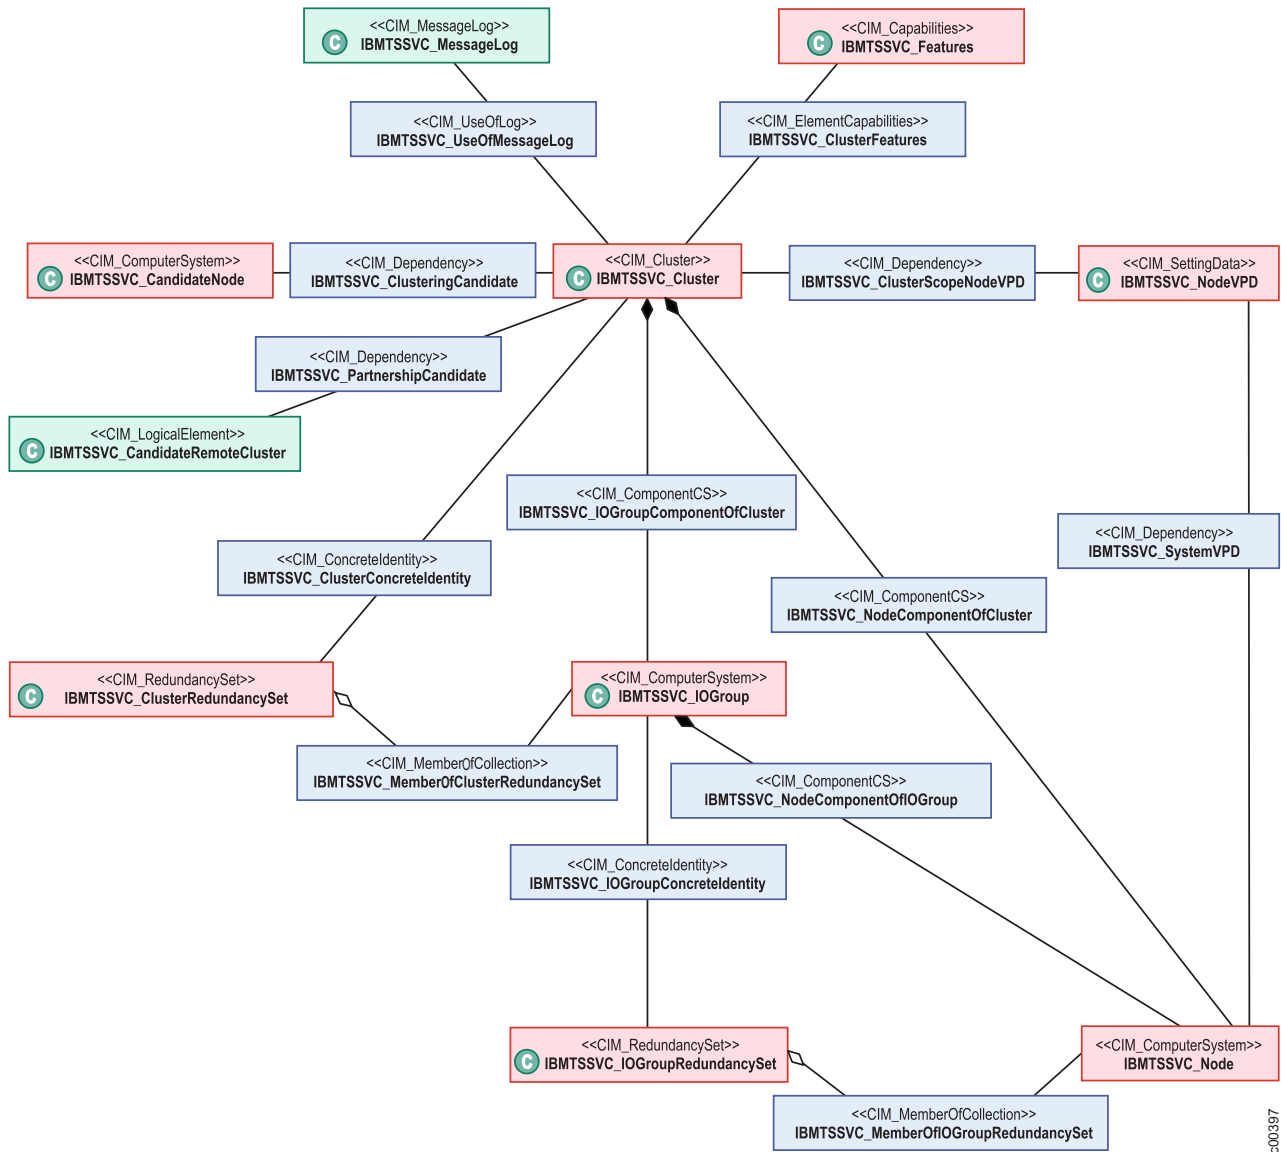 <<CIM_MessageLog>>
C
IBMTSSVC_MessageLog
<<CIM_Capabilities>>
C
IBMTSSVC_Features
<<CIM_UseOfLog>>
IBMTSSVC_UseOfMessageLog
<<CIM_ElementCapabilities>>
IBMTSSVC_ClusterFeatures
<<CIM_ComputerSystem>>
C
IBMTSSVC_CandidateNode
<<CIM_Dependency>>
IBMTSSVC_ClusteringCandidate
<<CIM_Cluster>>
C
IBMTSSVC_Cluster
<<CIM_Dependency>>
IBMTSSVC_ClusterScopeNodeVPD
<<CIM_SettingData>>
C
IBMTSSVC_NodeVPD
<<CIM_Dependency>>
IBMTSSVC_PartnershipCandidate
<<CIM_LogicalElement>>
C
IBMTSSVC_CandidateRemoteCluster
<<CIM_ComponentCS>>
IBMTSSVC_IOGroupComponentOfCluster
<<CIM_Dependency>>
IBMTSSVC_SystemVPD
<<CIM_ConcreteIdentity>>
IBMTSSVC_ClusterConcreteIdentity
<<CIM_ComponentCS>>
IBMTSSVC_NodeComponentOfCluster
<<CIM_RedundancySet>>
C
IBMTSSVC_ClusterRedundancySet
<<CIM_ComputerSystem>>
C
IBMTSSVC_IOGroup
<<CIM_MemberOfCollection>>
IBMTSSVC_MemberOfClusterRedundancySet
<<CIM_ComponentCS>>
IBMTSSVC_NodeComponentOfIOGroup
<<CIM_ConcreteIdentity>>
IBMTSSVC_IOGroupConcreteIdentity
<<CIM_RedundancySet>>
C
IBMTSSVC_IOGroupRedundancySet
<<CIM_ComputerSystem>>
IBMTSSVC_Node
<<CIM_MemberOfCollection>>
IBMTSSVC_MemberOfIOGroupRedundancySet
c00397